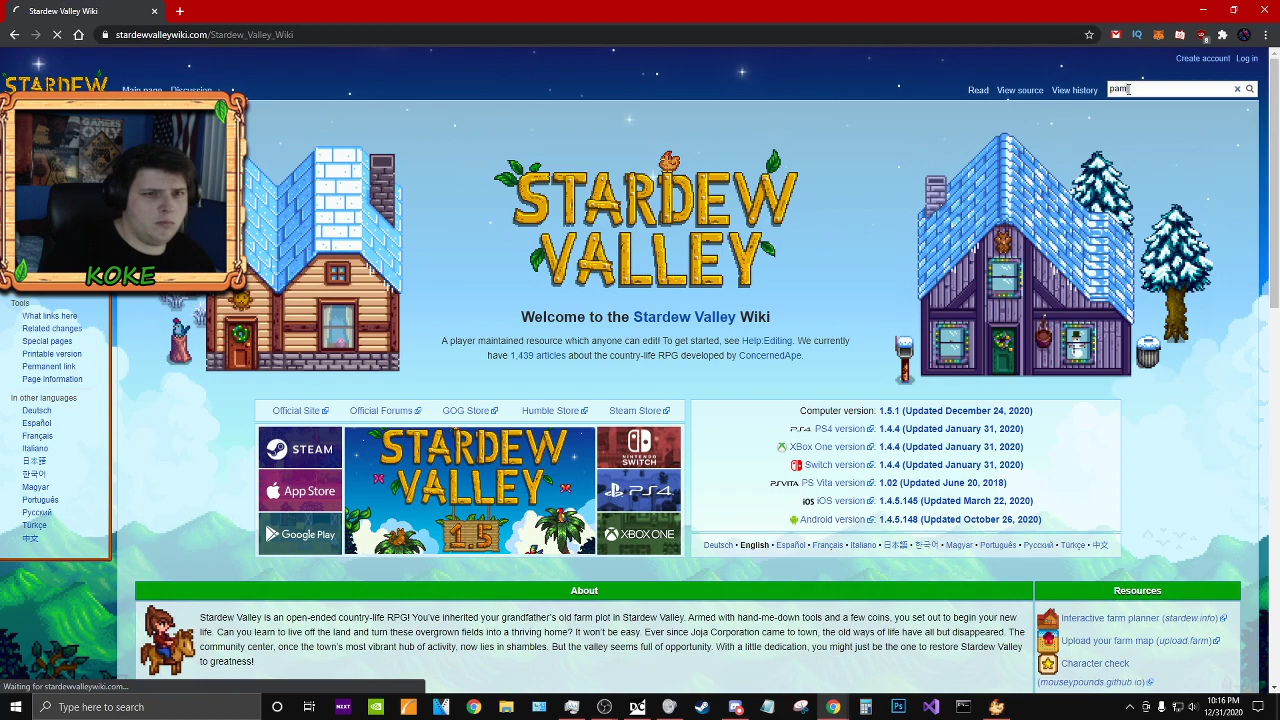 Stardew Valley Wiki
stardewvalleywiki.com/Stardew_Valley_Wiki
Create account Log in
STARDEW
Main page Discussion
Read View source View history
pam
KOKE
STARDEW
VALLEY
Welcome to the Stardew Valley Wiki
A player maintained resource which anyone can edit! To get started, see Help:Editing. We currently
have 1,439 articles about the country-life RPG developed by ConcernedApe.
Tools
What links here
Related changes
Special pages
Printable version
Permanent link
Page information
In other languages
Deutsch
Español
Français
Italiano
日本語
한국어
Magyar
Português
Русский
Türkçe
中文
Official Site Official Forums GOG Store Humble Store Steam Store
STEAM
App Store
Google Play
STARDEW
VALLEY
1.5
NINTENDO
SWITCH
PS4
XBOX ONE
Computer version: 1.5.1 (Updated December 24, 2020)
PS4 PS4 version: 1.4.4 (Updated January 31, 2020)
XBox One version: 1.4.4 (Updated January 31, 2020)
Switch version: 1.4.4 (Updated January 31, 2020)
PSVITA PS Vita version: 1.02 (Updated June 20, 2018)
iOS iOS version: 1.4.5.145 (Updated March 22, 2020)
Android version: 1.4.5.148 (Updated October 26, 2020)
Deutsch • English • Español • Français • Italiano • 日本語 • 한국어 • Magyar • Português • Русский • Türkçe • 中文
About
Stardew Valley is an open-ended country-life RPG! You've inherited your grandfather's old farm plot in Stardew Valley. Armed with hand-me-down tools and a few coins, you set out to begin your new
life. Can you learn to live off the land and turn these overgrown fields into a thriving home? It won't be easy. Ever since Joja Corporation came to town, the old ways of life have all but disappeared. The
community center, once the town's most vibrant hub of activity, now lies in shambles. But the valley seems full of opportunity. With a little dedication, you might just be the one to restore Stardew Valley
to greatness!
Resources
Interactive farm planner (stardew.info)
Upload your farm map (upload.farm)
Character check
(mouseypounds.github.io)
Waiting for stardewvalleywiki.com...
Type here to search
NEXT
10:16 PM
12/31/2020